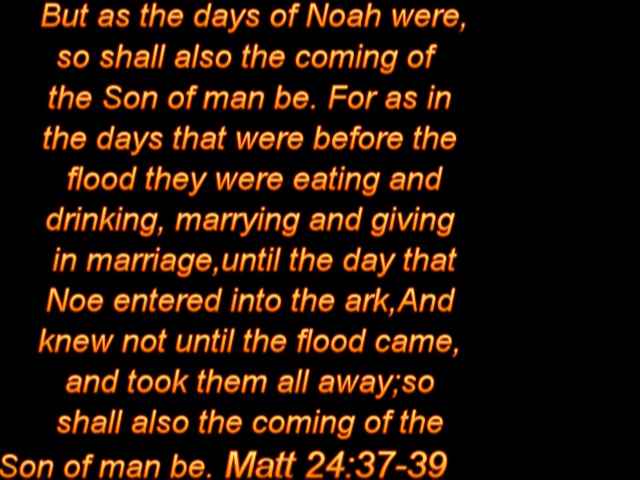 But as the days of Noah were,
so shall also the coming of
the Son of man be. For as in
the days that were before the
flood they were eating and
drinking, marrying and giving
in marriage,until the day that
Noe entered into the ark,And
knew not until the flood came,
and took them all away;so
shall also the coming of the
Son of man be. Matt 24:37-39